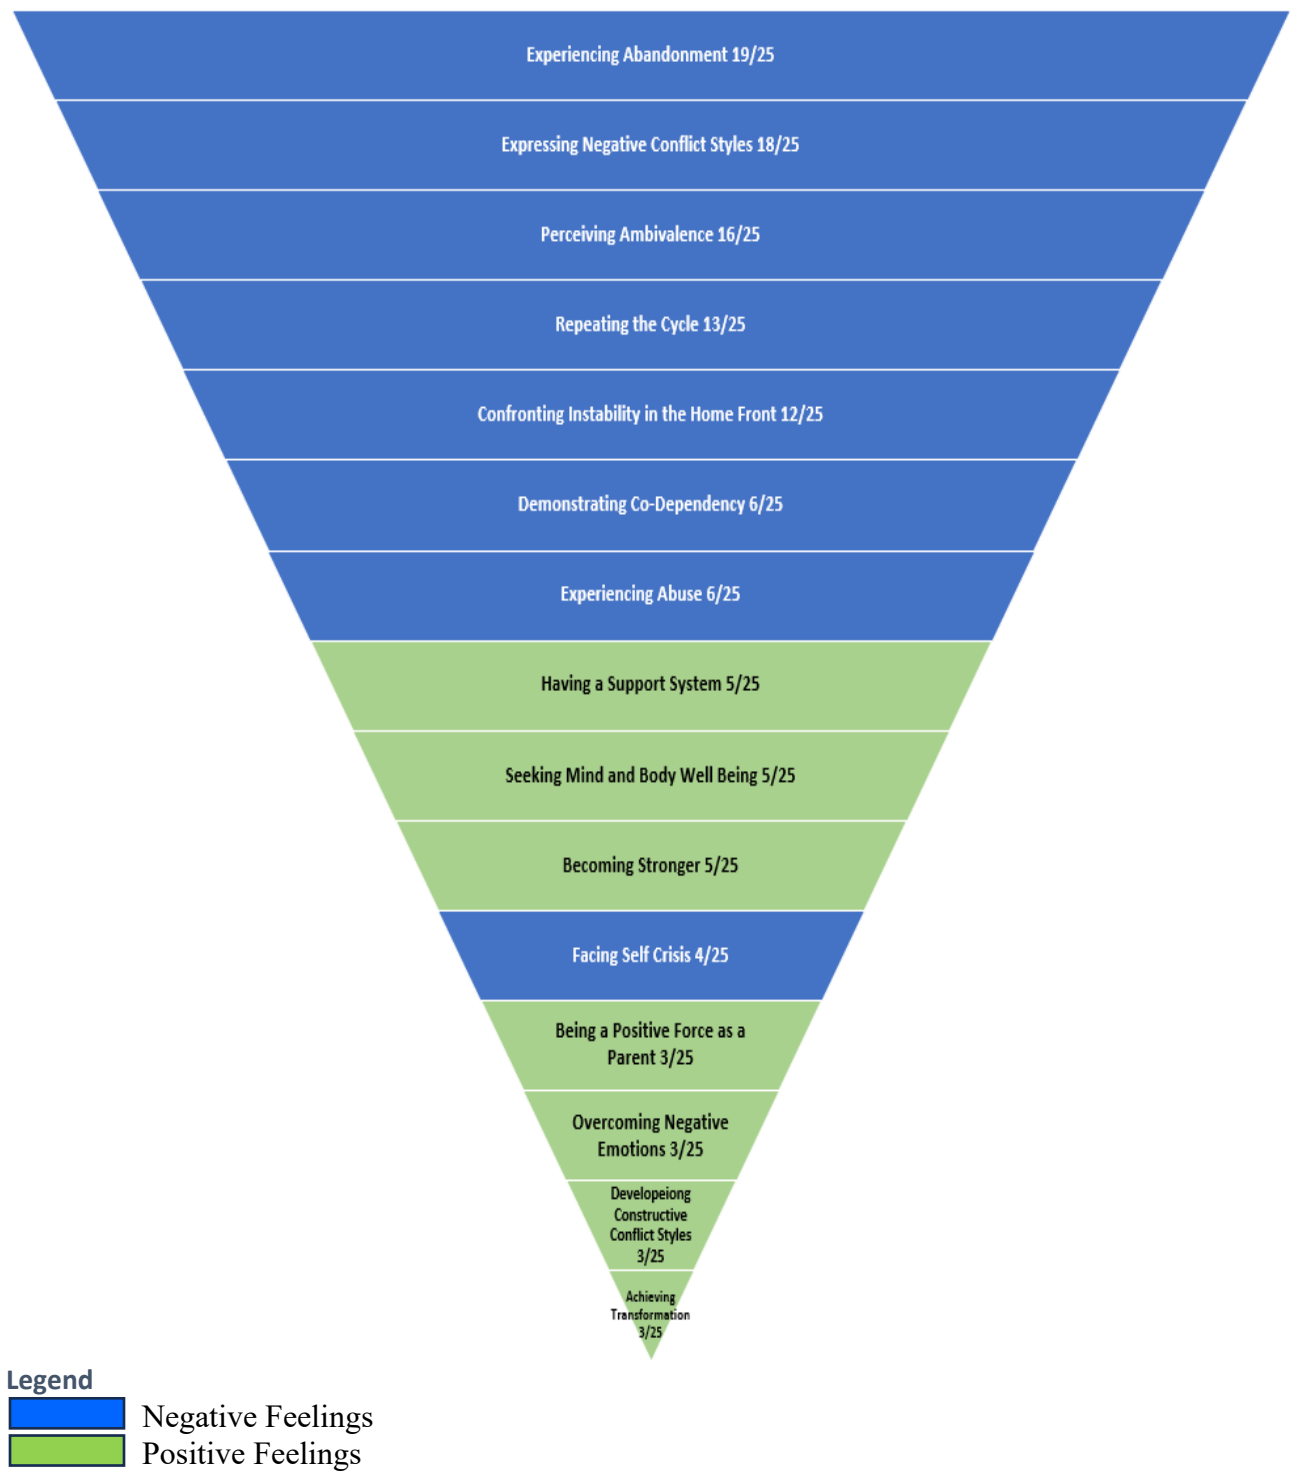 Experiencing Abandonment 19/25
Expressing Negative Conflict Styles 18/25
Perceiving Ambivalence 16/25
Repeating the Cycle 13/25
Confronting Instability in the Home Front 12/25
Demonstrating Co-Dependency 6/25
Experiencing Abuse 6/25
Having a Support System 5/25
Seeking Mind and Body Well Being 5/25
Becoming Stronger 5/25
Facing Self Crisis 4/25
Being a Positive Force as a
Parent 3/25
Overcoming Negative
Emotions 3/25
Developeiong
Constructive
Conflict Styles
3/25
Achieving
Transformation
3/25
Legend
Negative Feelings
Positive Feelings